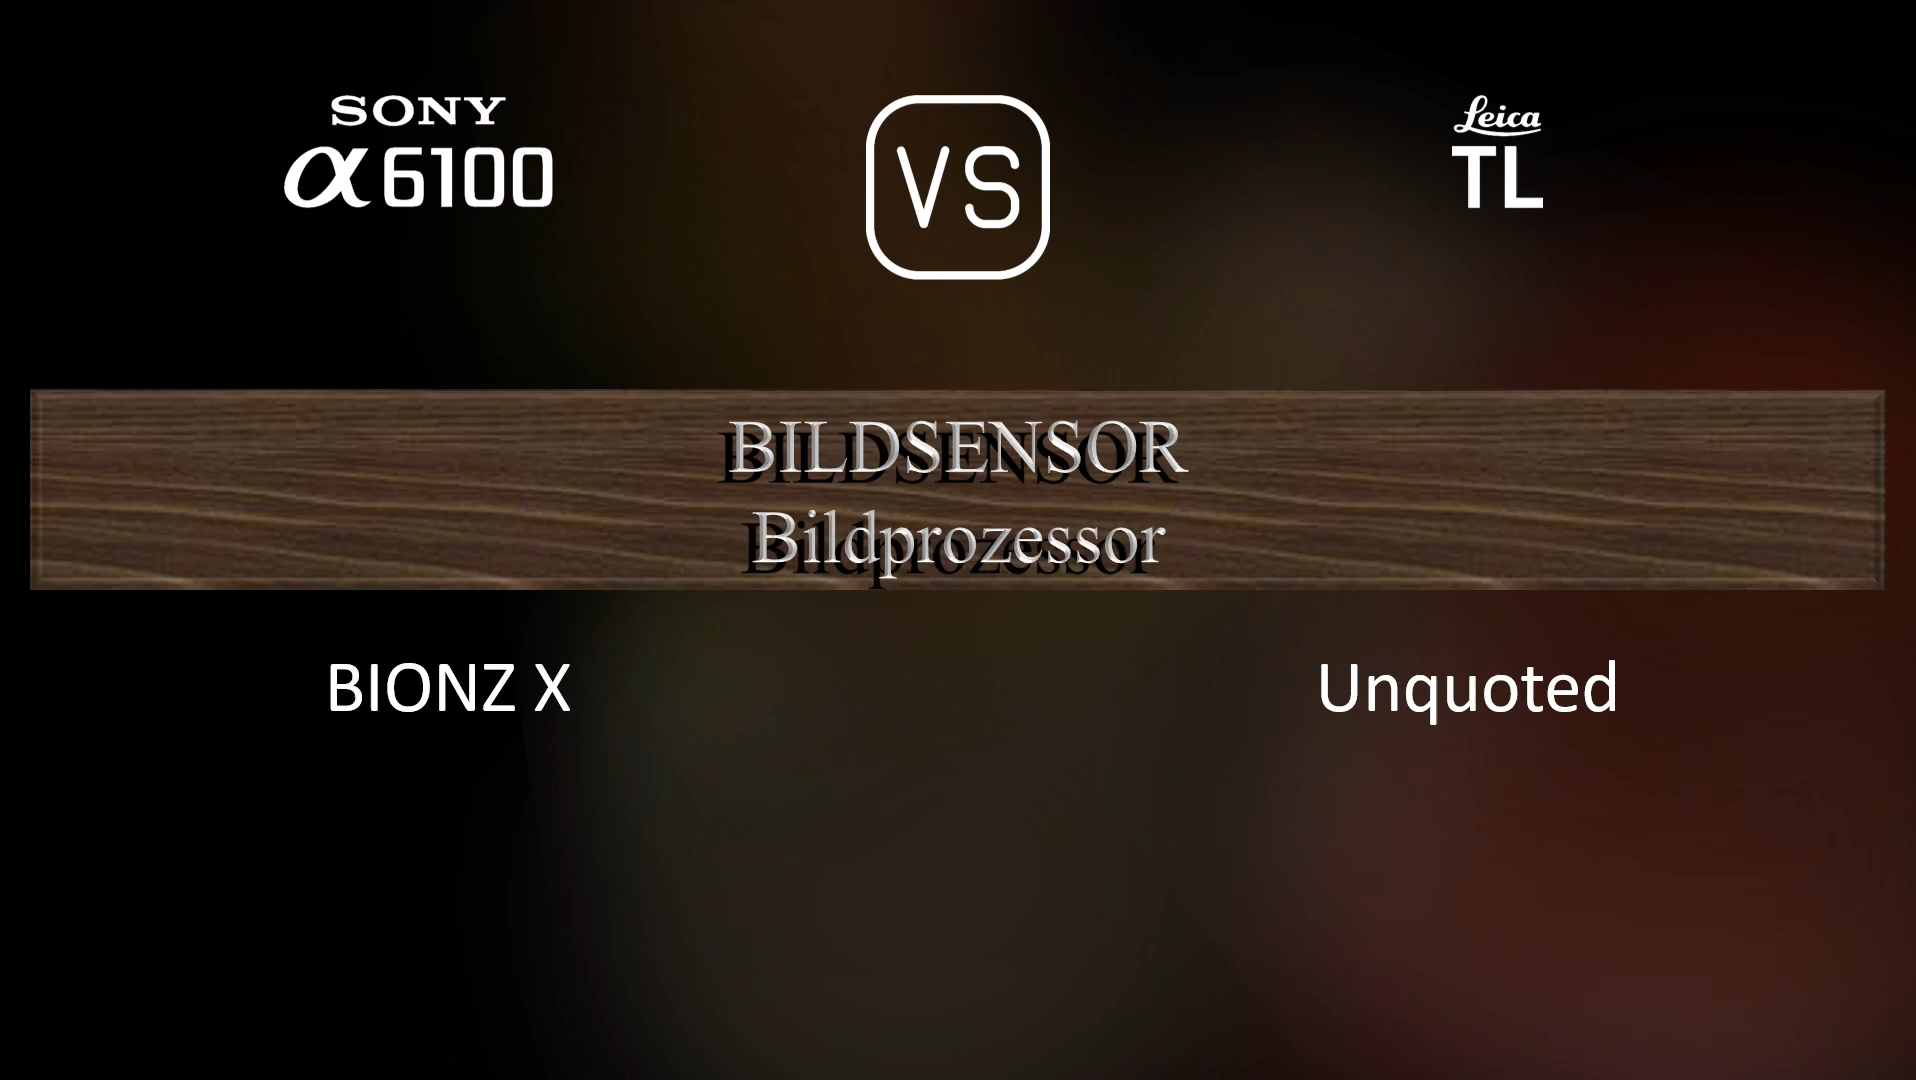 SONY
α6100
VS
Leica
TL
BILDSENSOR
Bildprozessor
BIONZ X
Unquoted